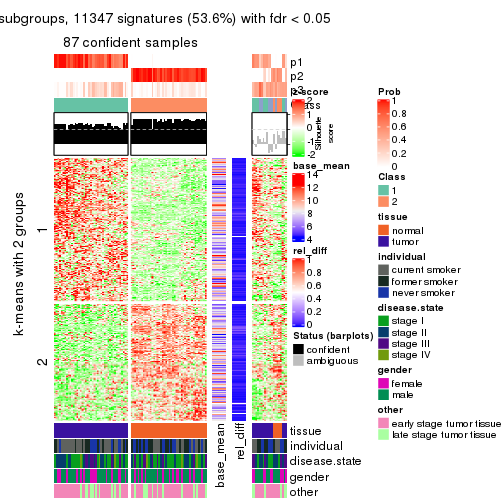 subgroups, 11347 signatures (53.6%) with fdr < 0.05
87 confident samples
p1
p2
p3
Class
z-score
2
1
0
-1
-2
Silhouette
score
k-means with 2 groups
1
2
base_mean
14
12
10
8
6
4
rel_diff
1
0.8
0.6
0.4
0.2
0
Status (barplots)
confident
ambiguous
tissue
individual
disease.state
gender
other
base_mean
rel_diff
Prob
1
0.8
0.6
0.4
0.2
0
Class
1
2
tissue
normal
tumor
individual
current smoker
former smoker
never smoker
disease.state
stage I
stage II
stage III
stage IV
gender
female
male
other
early stage tumor tissue
late stage tumor tissue